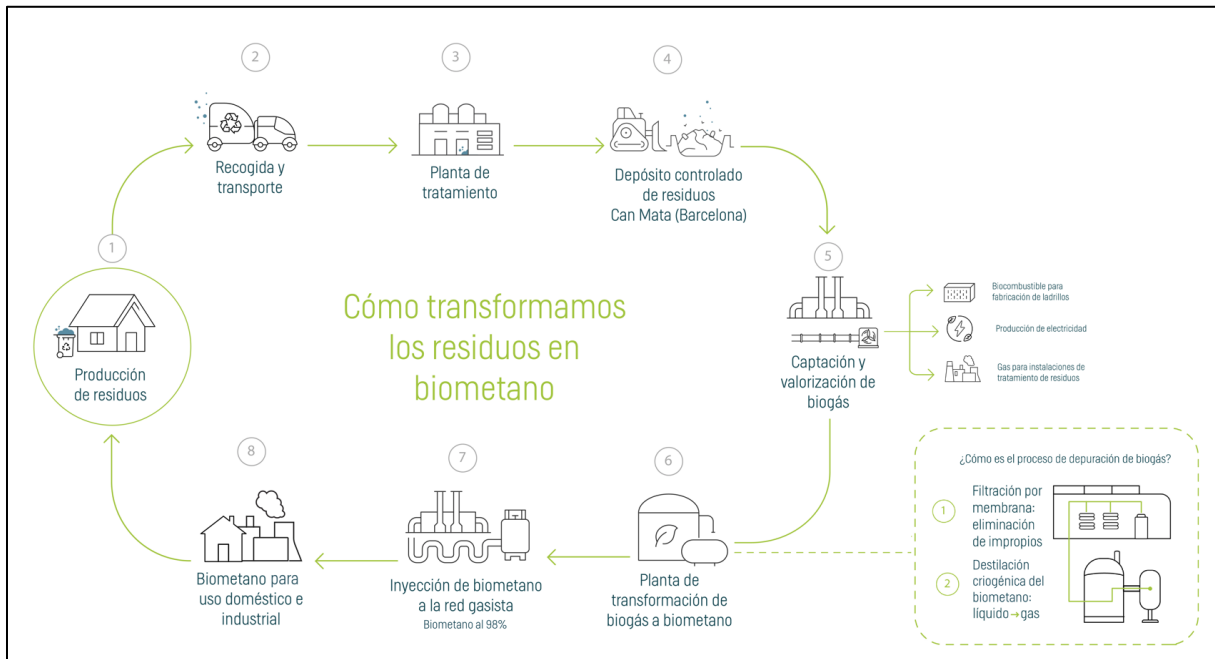 Cómo transformamos
los residuos en
biometano
1
Producción
de residuos
2
Recogida y
transporte
3
Planta de
tratamiento
4
Depósito controlado
de residuos
Can Mata (Barcelona)
5
Captación y
valorización de
biogás
Biocombustible para
fabricación de ladrillos
Producción de electricidad
Gas para instalaciones de
tratamiento de residuos
6
Planta de
transformación de
biogás a biometano
¿Cómo es el proceso de depuración de biogás?
1
Filtración por
membrana:
eliminación
de impropios
2
Destilación
criogénica del
biometano:
líquido→gas
7
Inyección de biometano
a la red gasista
Biometano al 98%
8
Biometano para
uso doméstico e
industrial